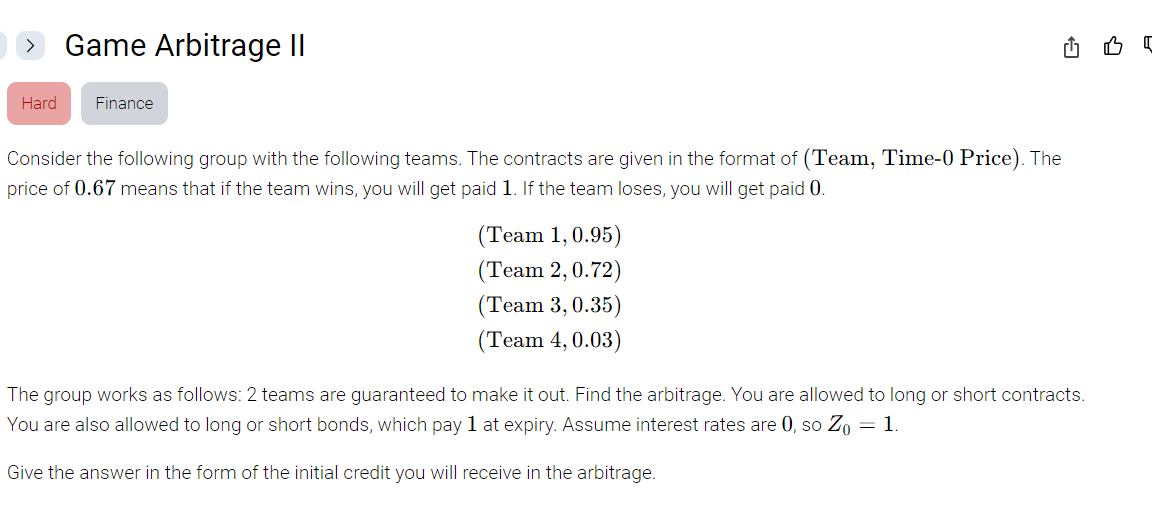 Game Arbitrage II
Hard Finance
Consider the following group with the following teams. The contracts are given in the format of (Team, Time-0 Price). The
price of 0.67 means that if the team wins, you will get paid 1. If the team loses, you will get paid 0.
(Team 1, 0.95)
(Team 2, 0.72)
(Team 3, 0.35)
(Team 4, 0.03)
The group works as follows: 2 teams are guaranteed to make it out. Find the arbitrage. You are allowed to long or short contracts.
You are also allowed to long or short bonds, which pay 1 at expiry. Assume interest rates are 0, so Z₀ = 1.
Give the answer in the form of the initial credit you will receive in the arbitrage.